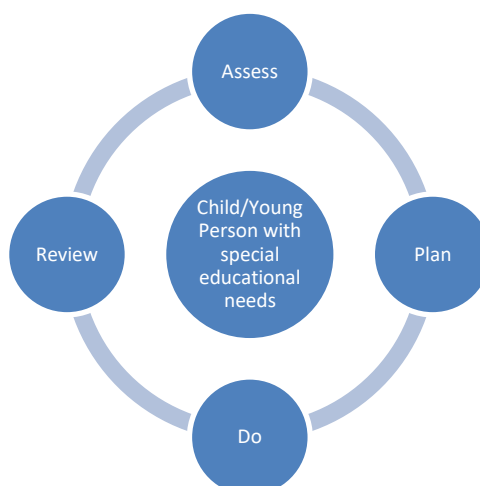 Assess
Child/Young
Person with
special
educational
needs
Review
Plan
Do